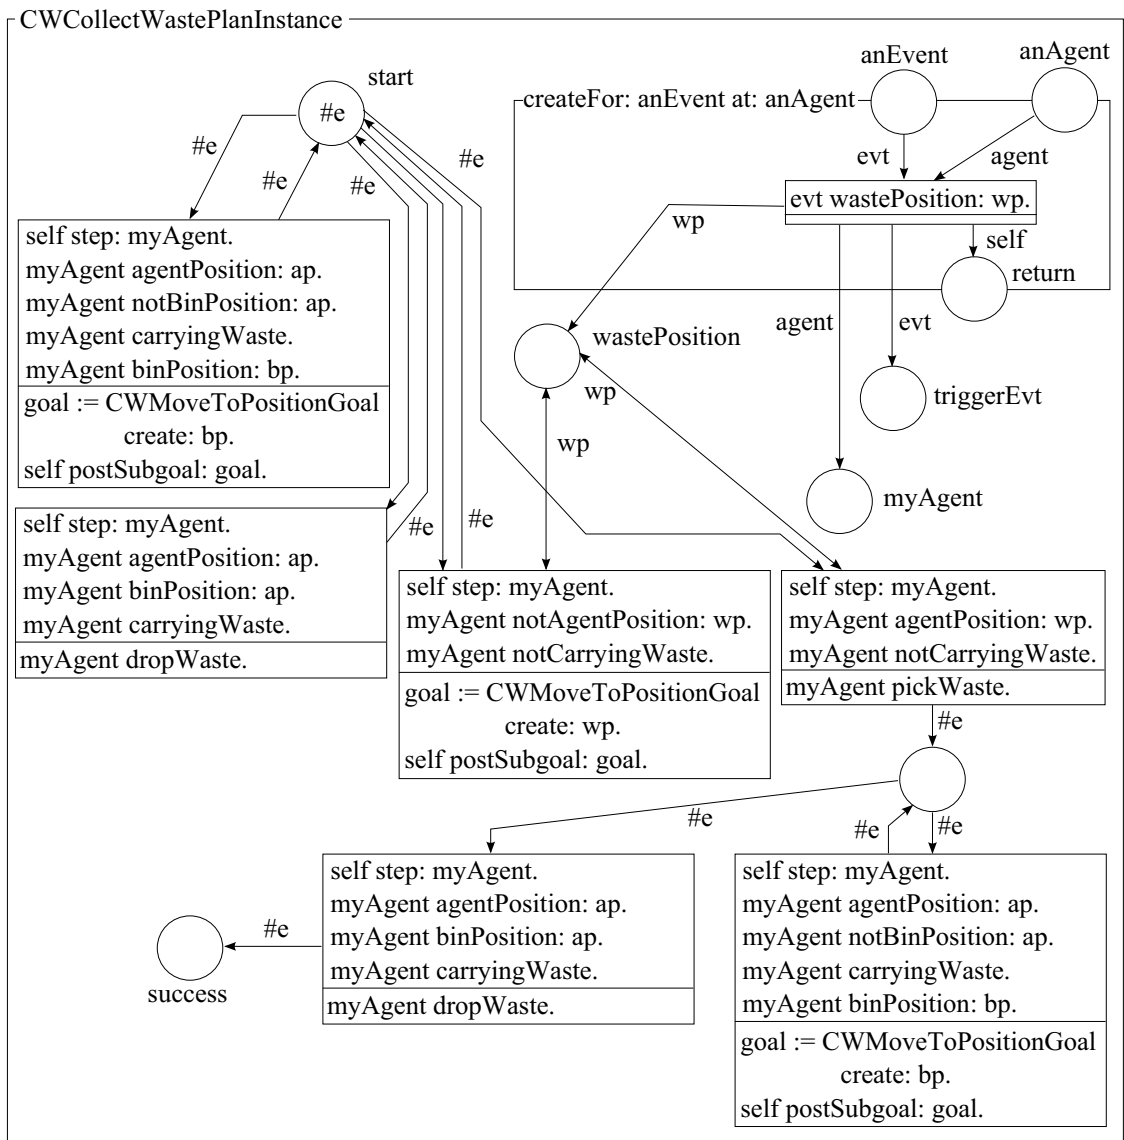 CWCollectWastePlanInstance
anEvent
anAgent
start
createFor: anEvent at: anAgent
#e
#e
#e
#e
#e
evt
agent
evt wastePosition: wp.
wp
self
return
agent
evt
wastePosition
wp
wp
triggerEvt
myAgent
self step: myAgent.
myAgent agentPosition: ap.
myAgent notBinPosition: ap.
myAgent carryingWaste.
myAgent binPosition: bp.
goal := CWMoveToPositionGoal
create: bp.
self postSubgoal: goal.
self step: myAgent.
myAgent agentPosition: ap.
myAgent binPosition: ap.
myAgent carryingWaste.
myAgent dropWaste.
#e
#e
self step: myAgent.
myAgent notAgentPosition: wp.
myAgent notCarryingWaste.
goal := CWMoveToPositionGoal
create: wp.
self postSubgoal: goal.
self step: myAgent.
myAgent agentPosition: wp.
myAgent notCarryingWaste.
myAgent pickWaste.
#e
#e
#e
#e
self step: myAgent.
myAgent agentPosition: ap.
myAgent binPosition: ap.
myAgent carryingWaste.
myAgent dropWaste.
#e
success
self step: myAgent.
myAgent agentPosition: ap.
myAgent notBinPosition: ap.
myAgent carryingWaste.
myAgent binPosition: bp.
goal := CWMoveToPositionGoal
create: bp.
self postSubgoal: goal.